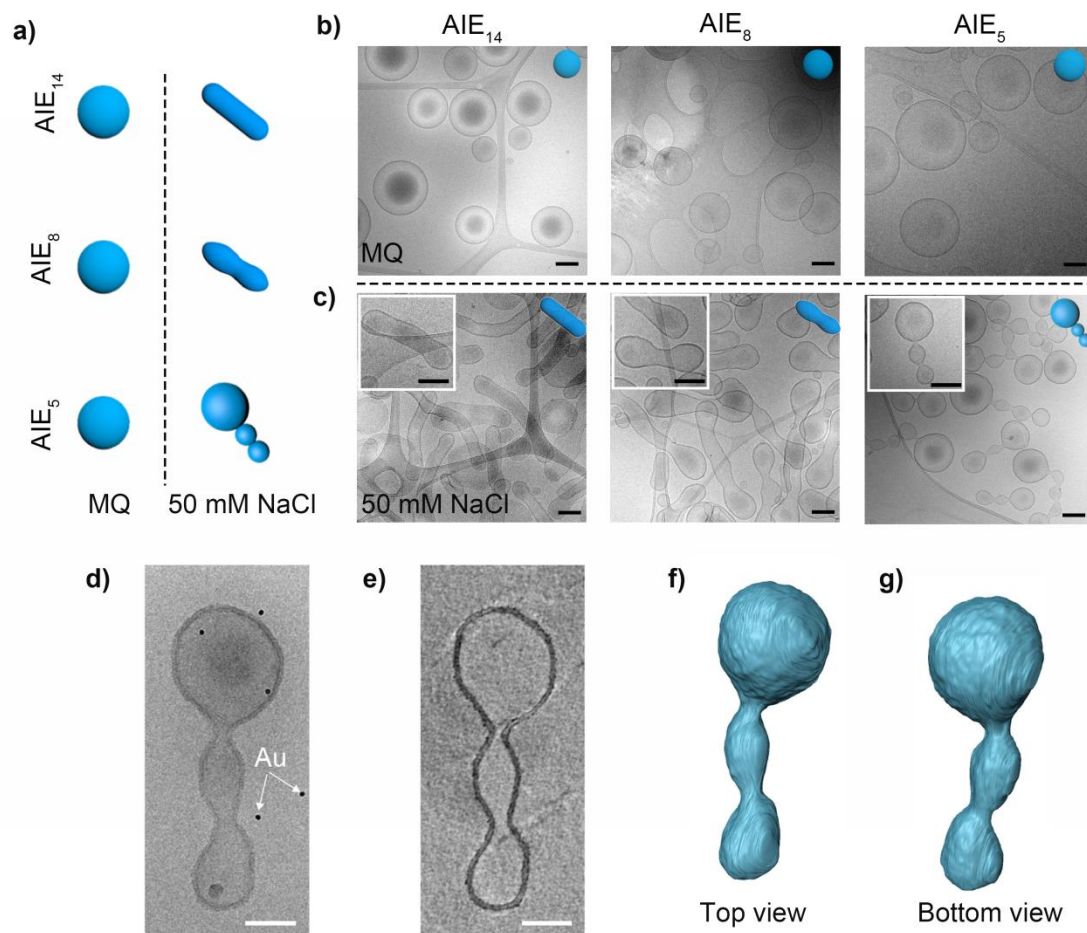 a)
AIE₁₄
AIE₈
AIE₅
MQ
50 mM NaCl
b)
AIE₁₄
AIE₈
AIE₅
MQ
c)
50 mM NaCl
d)
Au
e)
f)
Top view
g)
Bottom view